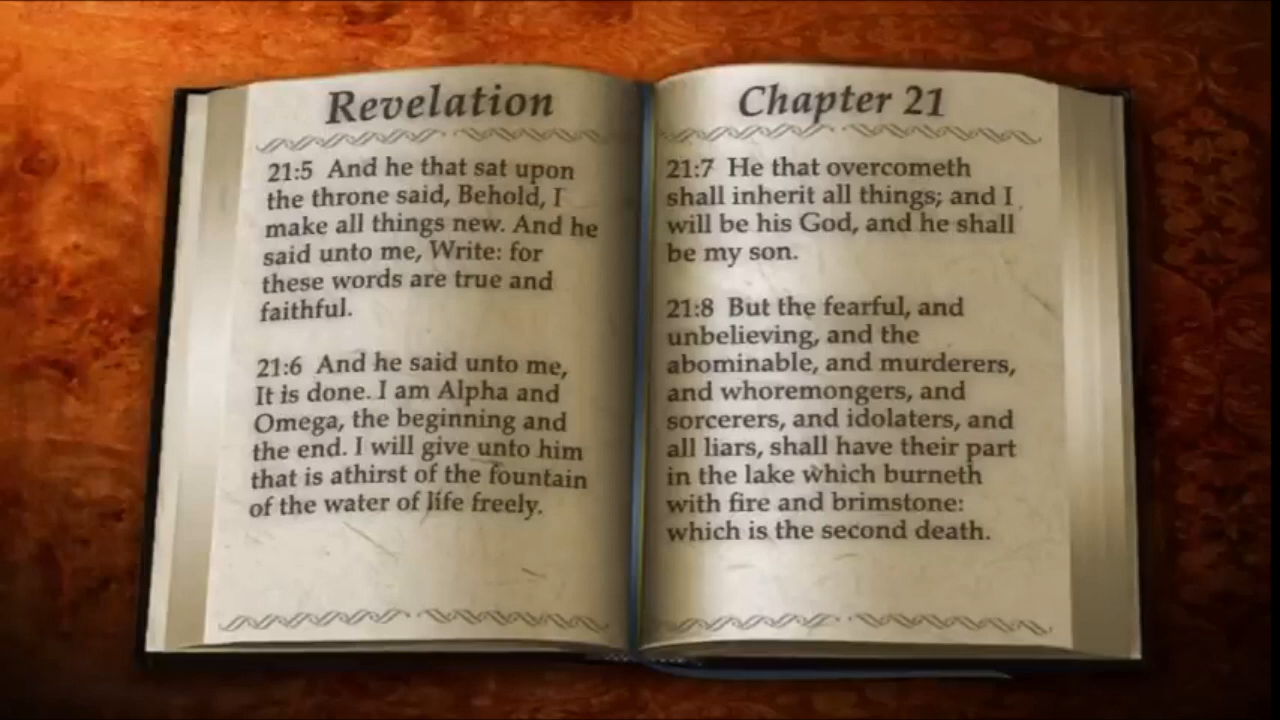 Revelation
21:5 And he that sat upon
the throne said, Behold, I
make all things new. And he
said unto me, Write: for
these words are true and
faithful.
21:6 And he said unto me,
It is done. I am Alpha and
Omega, the beginning and
the end. I will give unto him
that is athirst of the fountain
of the water of life freely.
Chapter 21
21:7 He that overcometh
shall inherit all things; and I
will be his God, and he shall
be my son.
21:8 But the fearful, and
unbelieving, and the
abominable, and murderers,
and whoremongers, and
sorcerers, and idolaters, and
all liars, shall have their part
in the lake which burneth
with fire and brimstone:
which is the second death.